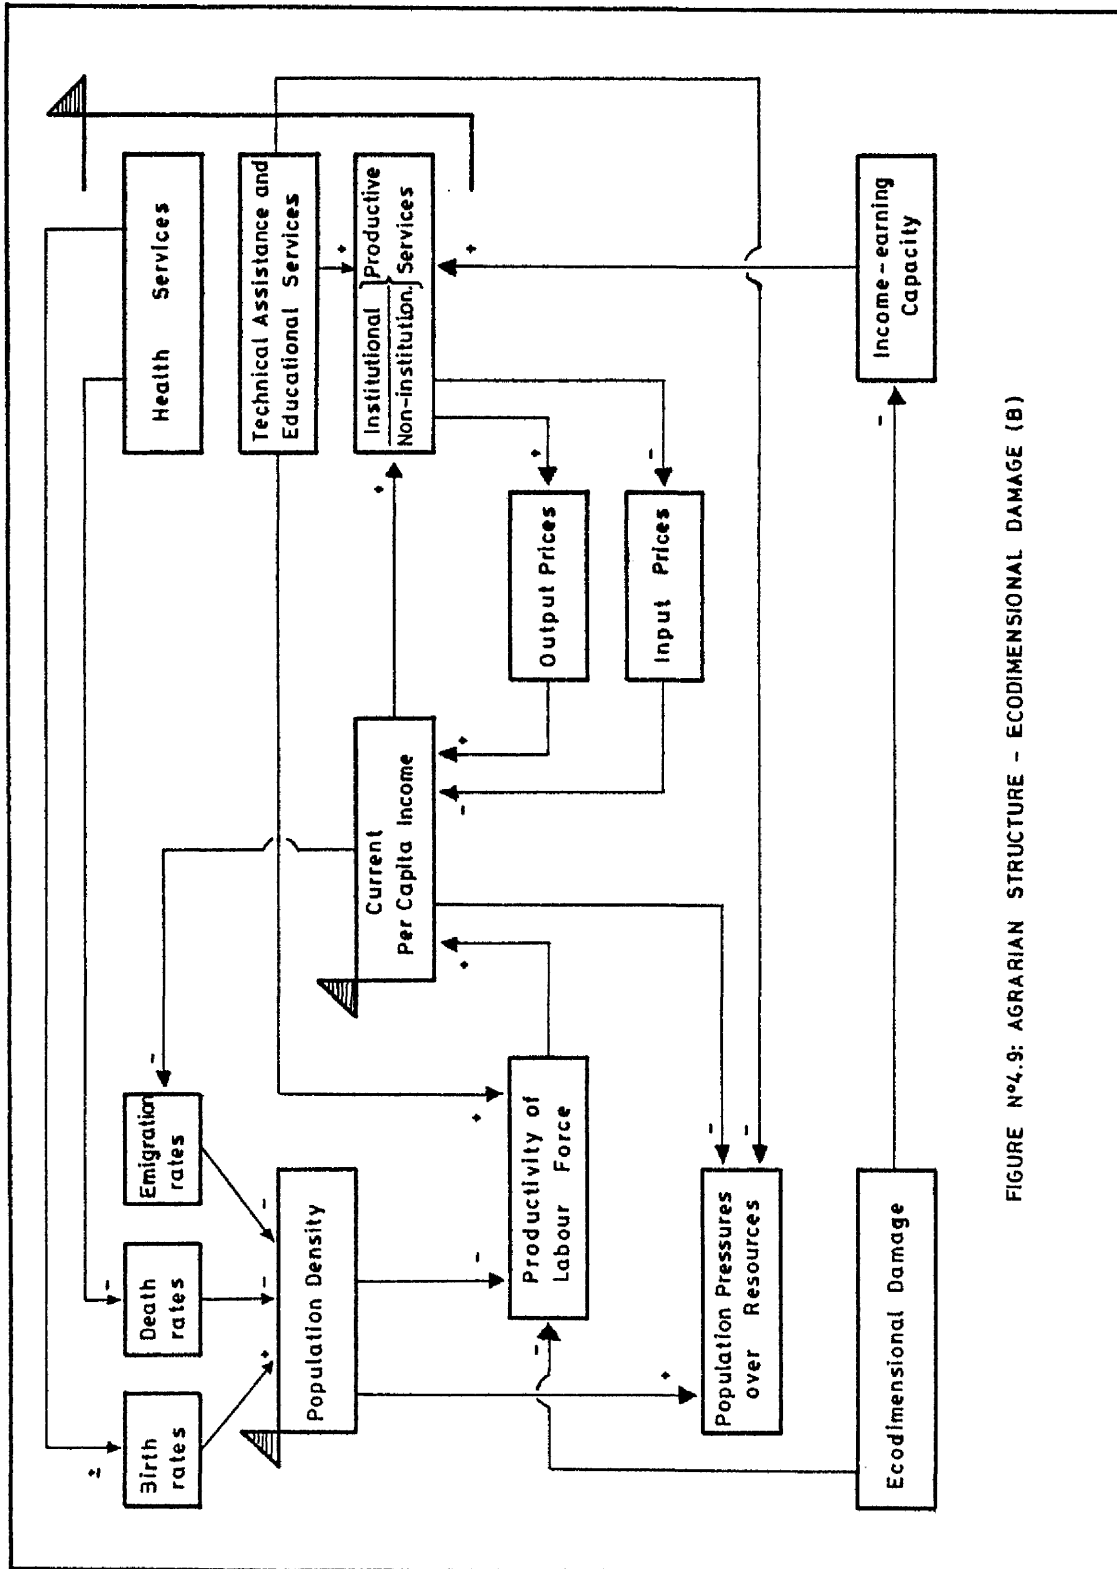 Health Services
Technical Assistance and
Educational Services
Institutional
Non-institution.
Productive
Services
+
+
+
+
-
Output Prices
Input Prices
Income-earning
Capacity
-
+
-
Current
Per Capita Income
+
-
Emigration
rates
Death
rates
Birth
rates
-
±
-
-
+
Population Density
+
-
-
Productivity of
Labour Force
+
-
-
Population Pressures
over Resources
Ecodimensional Damage
FIGURE Nº4.9: AGRARIAN STRUCTURE - ECODIMENSIONAL DAMAGE (B)